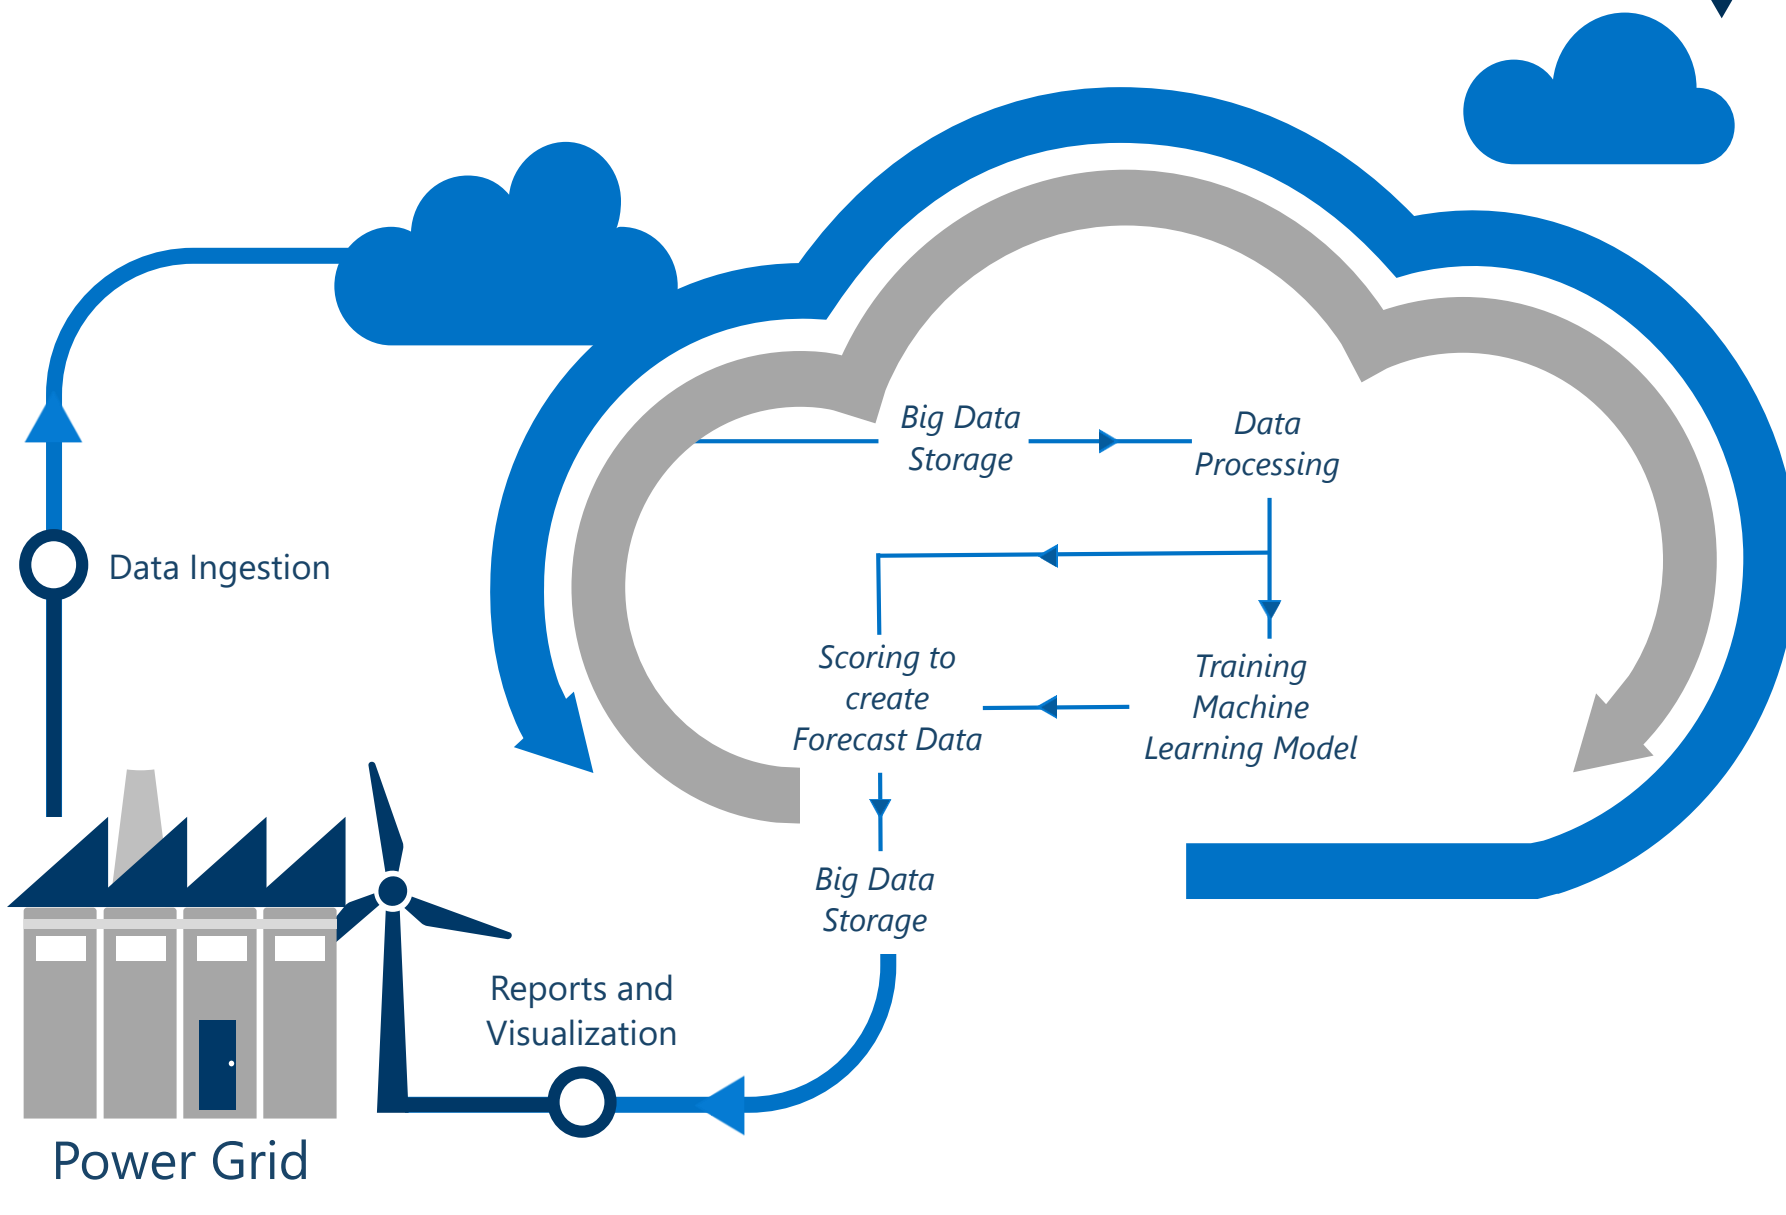 Big Data
Storage
Data
Processing
Data Ingestion
Scoring to
create
Forecast Data
Training
Machine
Learning Model
Big Data
Storage
Reports and
Visualization
Power Grid